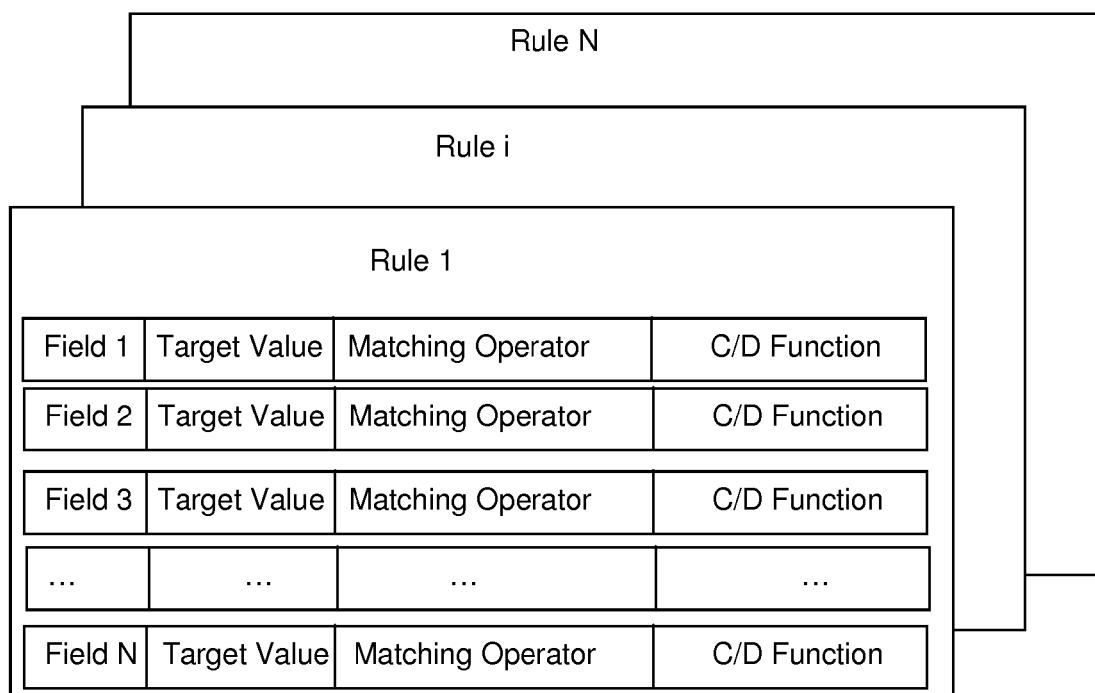 Rule N
Rule i
Rule 1
Field 1 Target Value Matching Operator C/D Function
Field 2 Target Value Matching Operator C/D Function
Field 3 Target Value Matching Operator C/D Function
... ... ... ...
Field N Target Value Matching Operator C/D Function